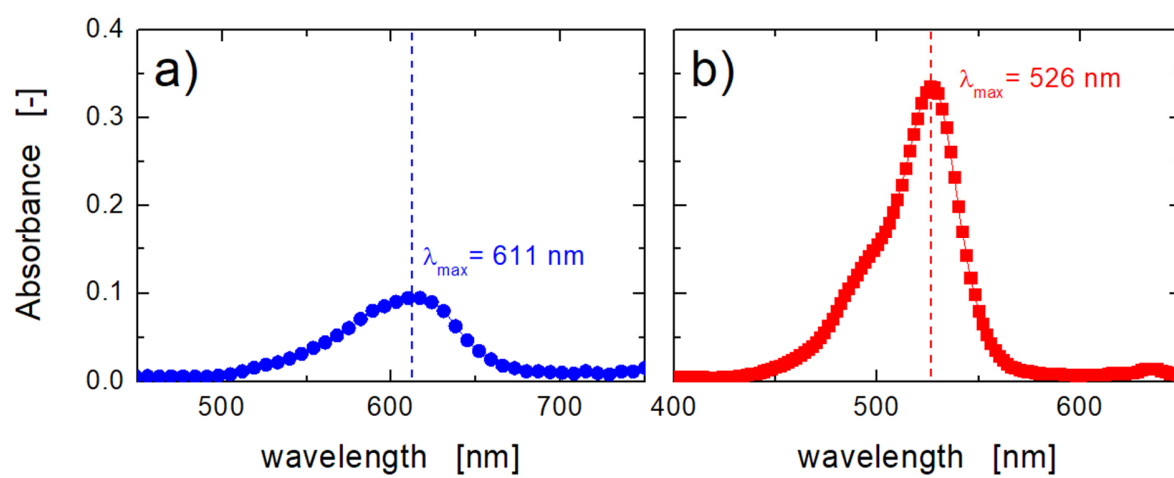 a)
b)
λmax= 611 nm
λmax= 526 nm
Absorbance [-]
0.4
0.3
0.2
0.1
0.0
500 600 700
400 500 600
wavelength [nm]
wavelength [nm]